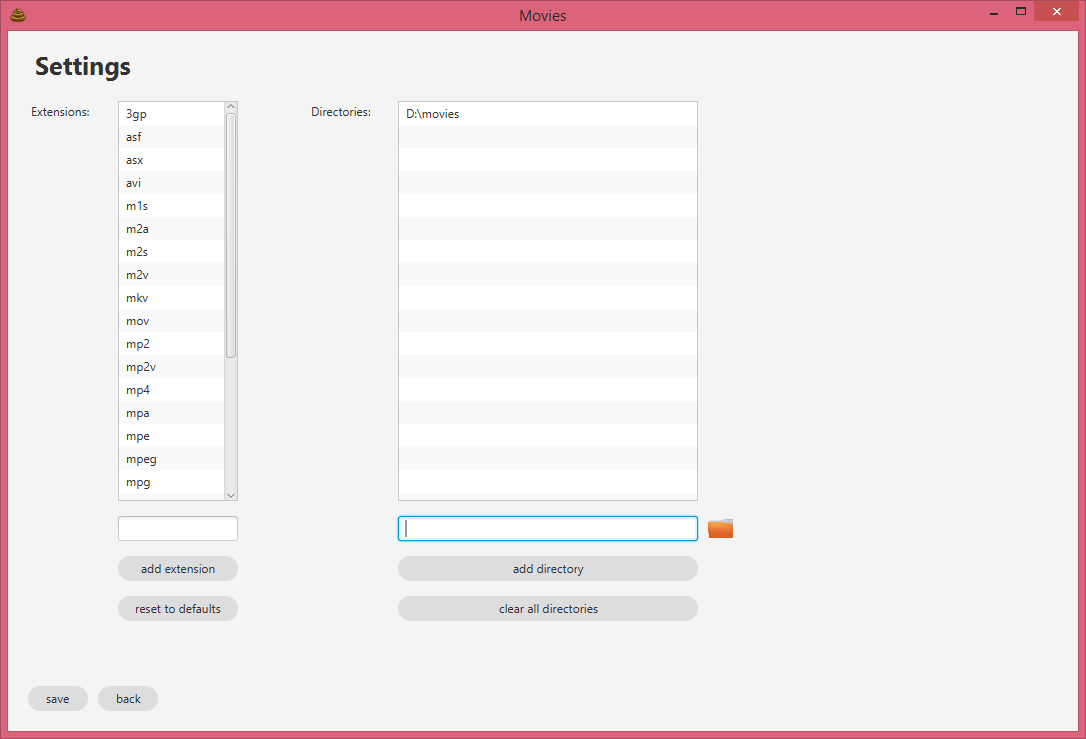 Movies
Settings
Extensions:
3gp
asf
asx
avi
m1s
m2a
m2s
m2v
mkv
mov
mp2
mp2v
mp4
mpa
mpe
mpeg
mpg
add extension
reset to defaults
Directories:
D:\movies
add directory
clear all directories
save
back